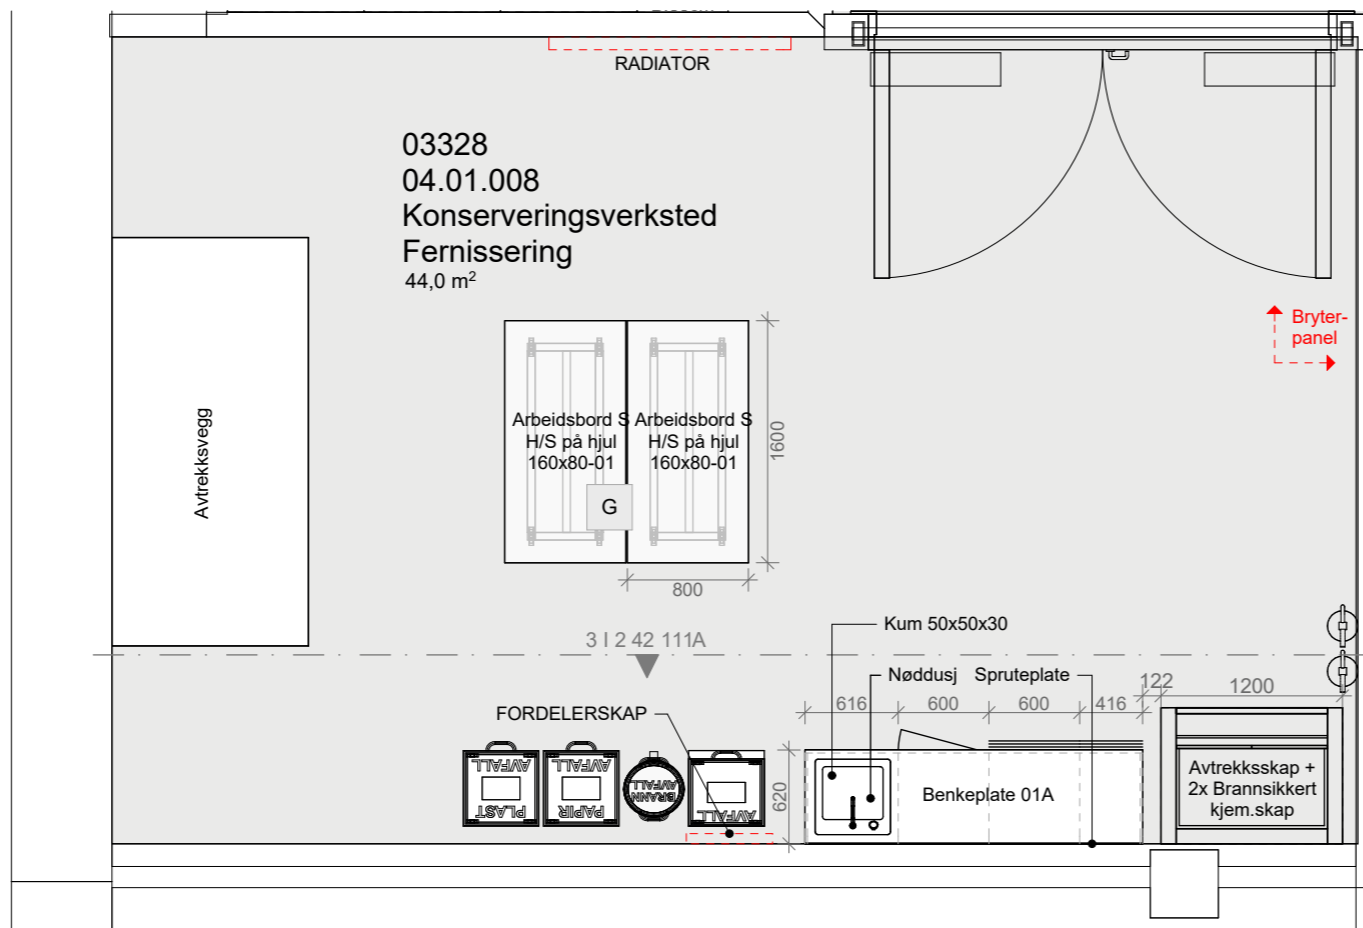 RADIATOR
03328
04.01.008
Konserveringsverksted
Fernissering
44,0 m²
Bryter-
panel
Avtrekksvegg
Arbeidsbord S
H/S på hjul
160x80-01
Arbeidsbord S
H/S på hjul
160x80-01
G
1600
800
3 I 2 42 111A
Kum 50x50x30
Nøddusj
Spruteplate
122
1200
616
600
600
416
FORDELERSKAP
620
AVFALL
PLAST
AVFALL
PAPIR
BRANN
AVFALL
AVFALL
Benkeplate 01A
Avtrekksskap +
2x Brannsikkert
kjem.skap